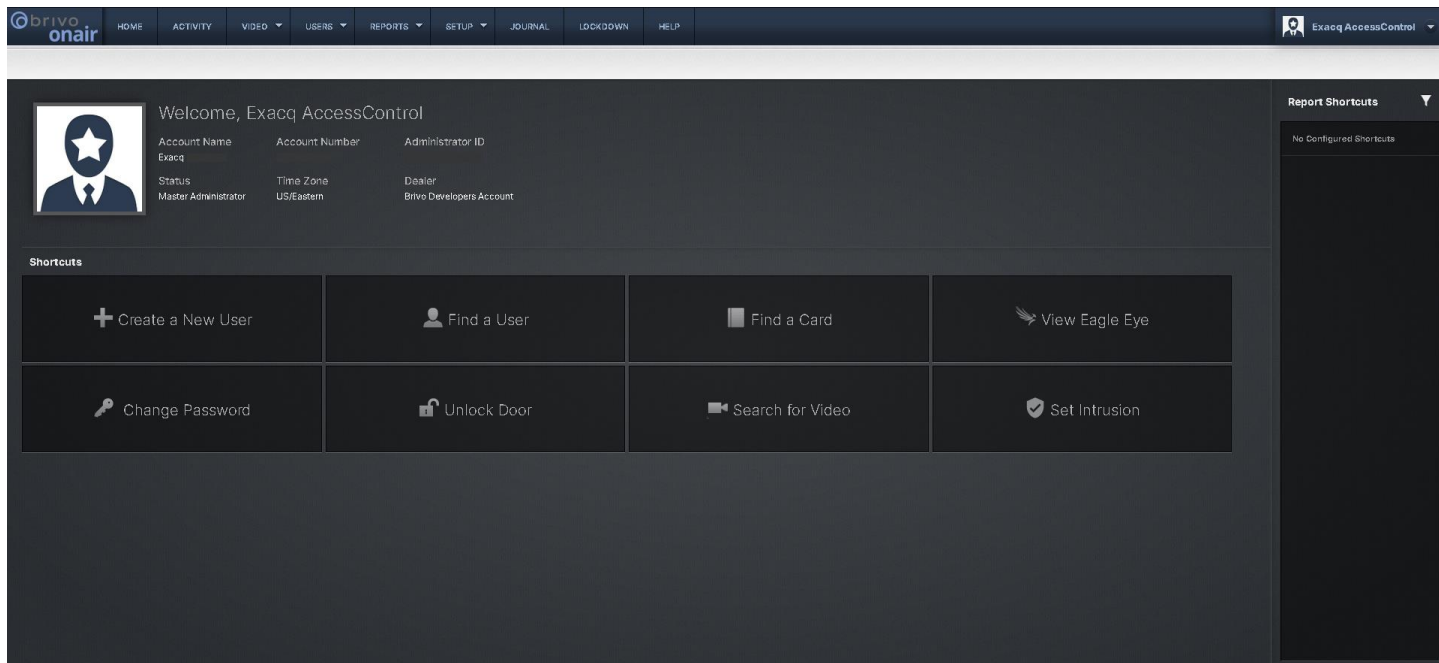 brivo
onair
HOME ACTIVITY VIDEO USERS REPORTS SETUP JOURNAL LOCKDOWN HELP Exacq AccessControl
Welcome, Exacq AccessControl
Account Name Account Number Administrator ID
Exacq
Status Time Zone Dealer
Master Administrator US/Eastern Brivo Developers Account
Report Shortcuts
No Configured Shortcuts
Shortcuts
Create a New User Find a User Find a Card View Eagle Eye
Change Password Unlock Door Search for Video Set Intrusion